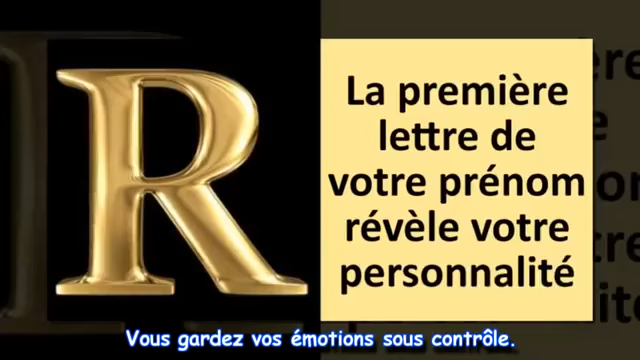 R
La première
lettre de
votre prénom
révèle votre
personnalité
Vous gardez vos émotions sous contrôle.